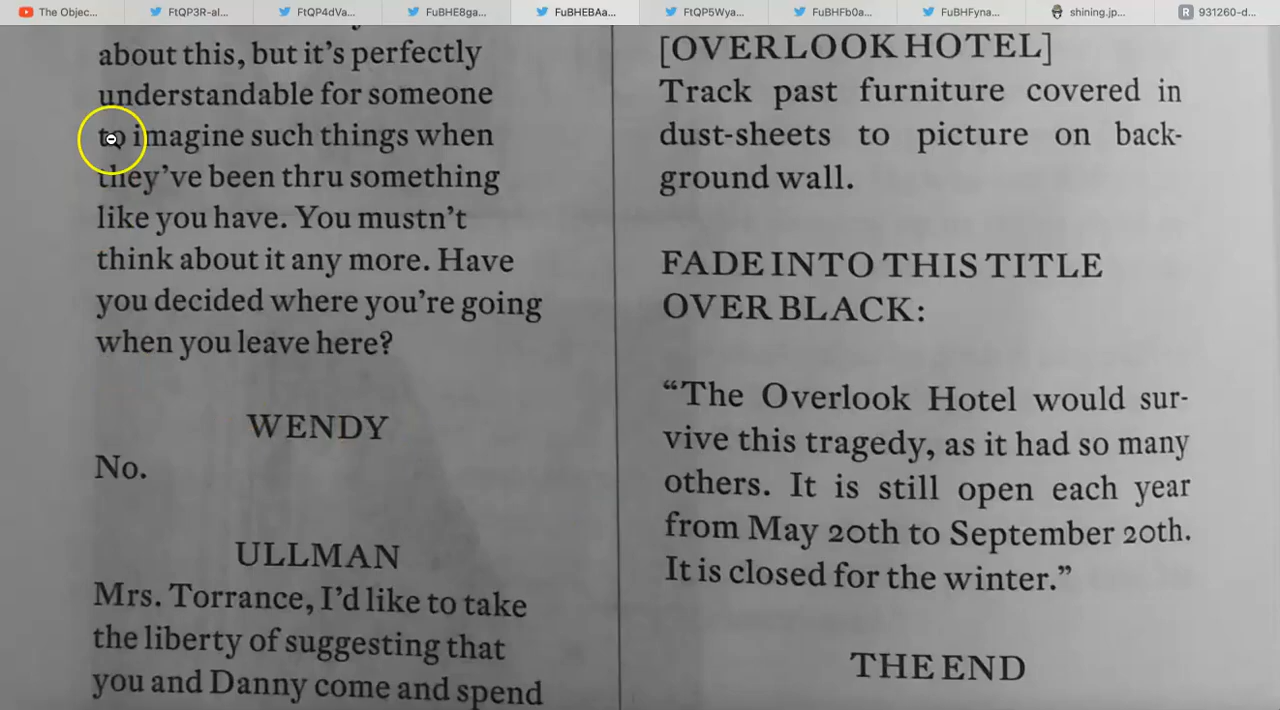 The Objec...
FtQP3R-al...
FtQP4dVa...
FuBHE8ga...
FuBHEBAa...
FtQP5Wya...
FuBHFb0a...
FuBHFyna...
shining.jp...
931260-d...
about this, but it's perfectly
understandable for someone
to imagine such things when
they've been thru something
like you have. You mustn't
think about it any more. Have
you decided where you're going
when you leave here?
WENDY
No.
ULLMAN
Mrs. Torrance, I'd like to take
the liberty of suggesting that
you and Danny come and spend
[OVERLOOK HOTEL]
Track past furniture covered in
dust-sheets to picture on back-
ground wall.
FADE INTO THIS TITLE
OVER BLACK:
“The Overlook Hotel would sur-
vive this tragedy, as it had so many
others. It is still open each year
from May 20th to September 20th.
It is closed for the winter.”
THE END